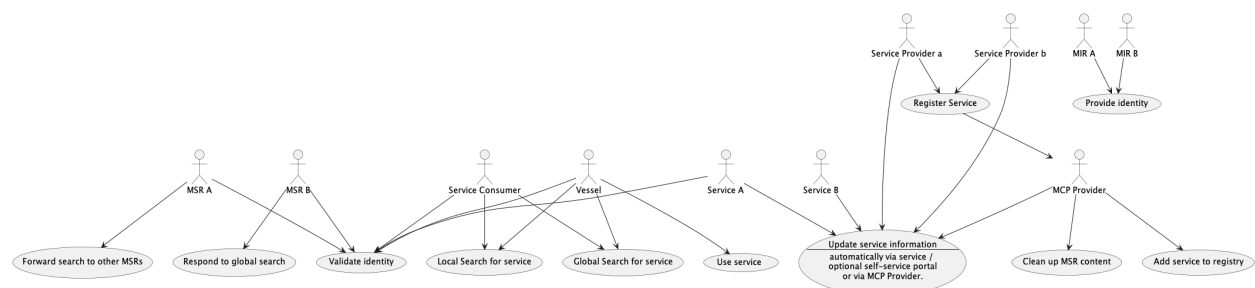 Service Provider a
Service Provider b
MIR A
MIR B
Register Service
Provide identity
MSR A
MSR B
Service Consumer
Vessel
Service A
Service B
MCP Provider
Forward search to other MSRs
Respond to global search
Validate identity
Local Search for service
Global Search for service
Use service
Update service information
automatically via service /
optional self-service portal
or via MCP Provider.
Clean up MSR content
Add service to registry